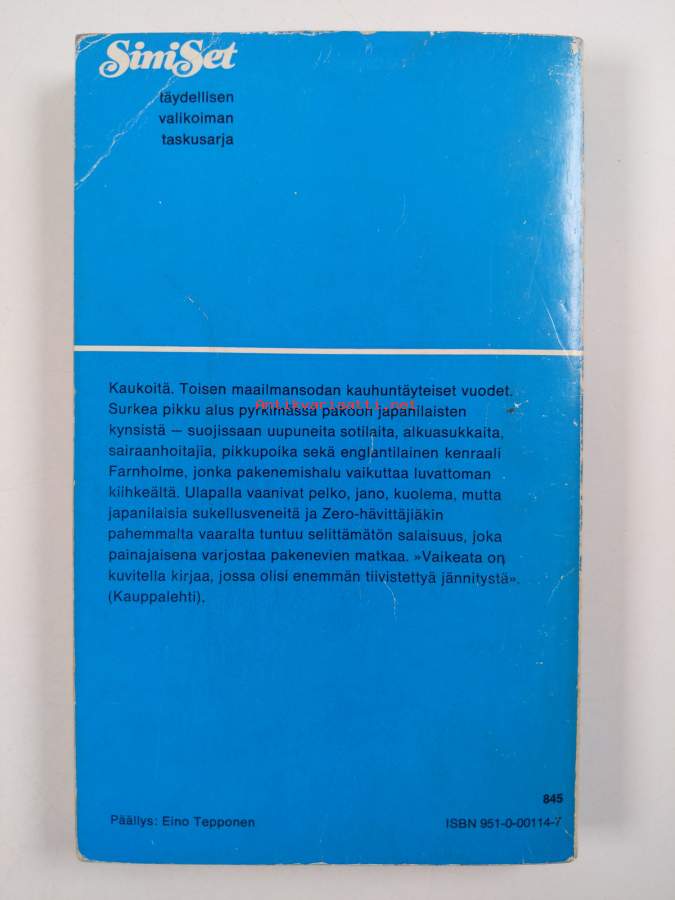 SiniSet
täydellisen
valikoiman
taskusarja
Kaukoitä. Toisen maailmansodan kauhuntäyteiset vuodet.
Antikvariaatti.net
Surkea pikku alus pyrkimässä pakoon japanilaisten
kynsistä — suojissaan uupuneita sotilaita, alkuasukkaita,
sairaanhoitajia, pikkupoika sekä englantilainen kenraali
Farnholme, jonka pakenemishalu vaikuttaa luvattoman
kiihkeältä. Ulapalla vaanivat pelko, jano, kuolema, mutta
japanilaisia sukellusveneitä ja Zero-hävittäjiäkin
pahemmalta vaaralta tuntuu selittämätön salaisuus, joka
painajaisena varjostaa pakenevien matkaa. »Vaikeata on
kuvitella kirjaa, jossa olisi enemmän tiivistettyä jännitystä».
(Kauppalehti).
845
Päällys: Eino Tepponen
ISBN 951-0-00114-7